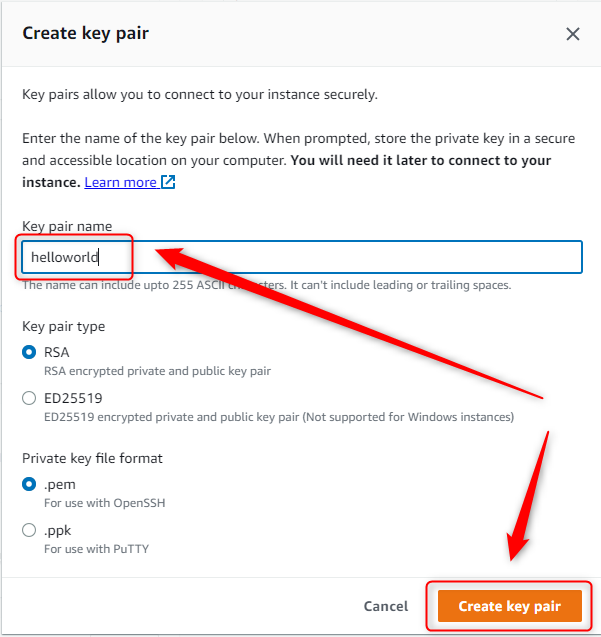 Create key pair
Key pairs allow you to connect to your instance securely.
Enter the name of the key pair below. When prompted, store the private key in a secure
and accessible location on your computer. You will need it later to connect to your
instance. Learn more
Key pair name
helloworld
The name can include upto 255 ASCII characters. It can't include leading or trailing spaces.
Key pair type
RSA
RSA encrypted private and public key pair
ED25519
ED25519 encrypted private and public key pair (Not supported for Windows instances)
Private key file format
.pem
For use with OpenSSH
.ppk
For use with PuTTY
Cancel
Create key pair